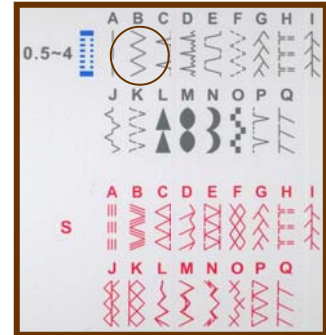 A B C D E F G H I
0.5~4
J K L M N O P Q
A B C D E F G H I
S
J K L M N O P Q